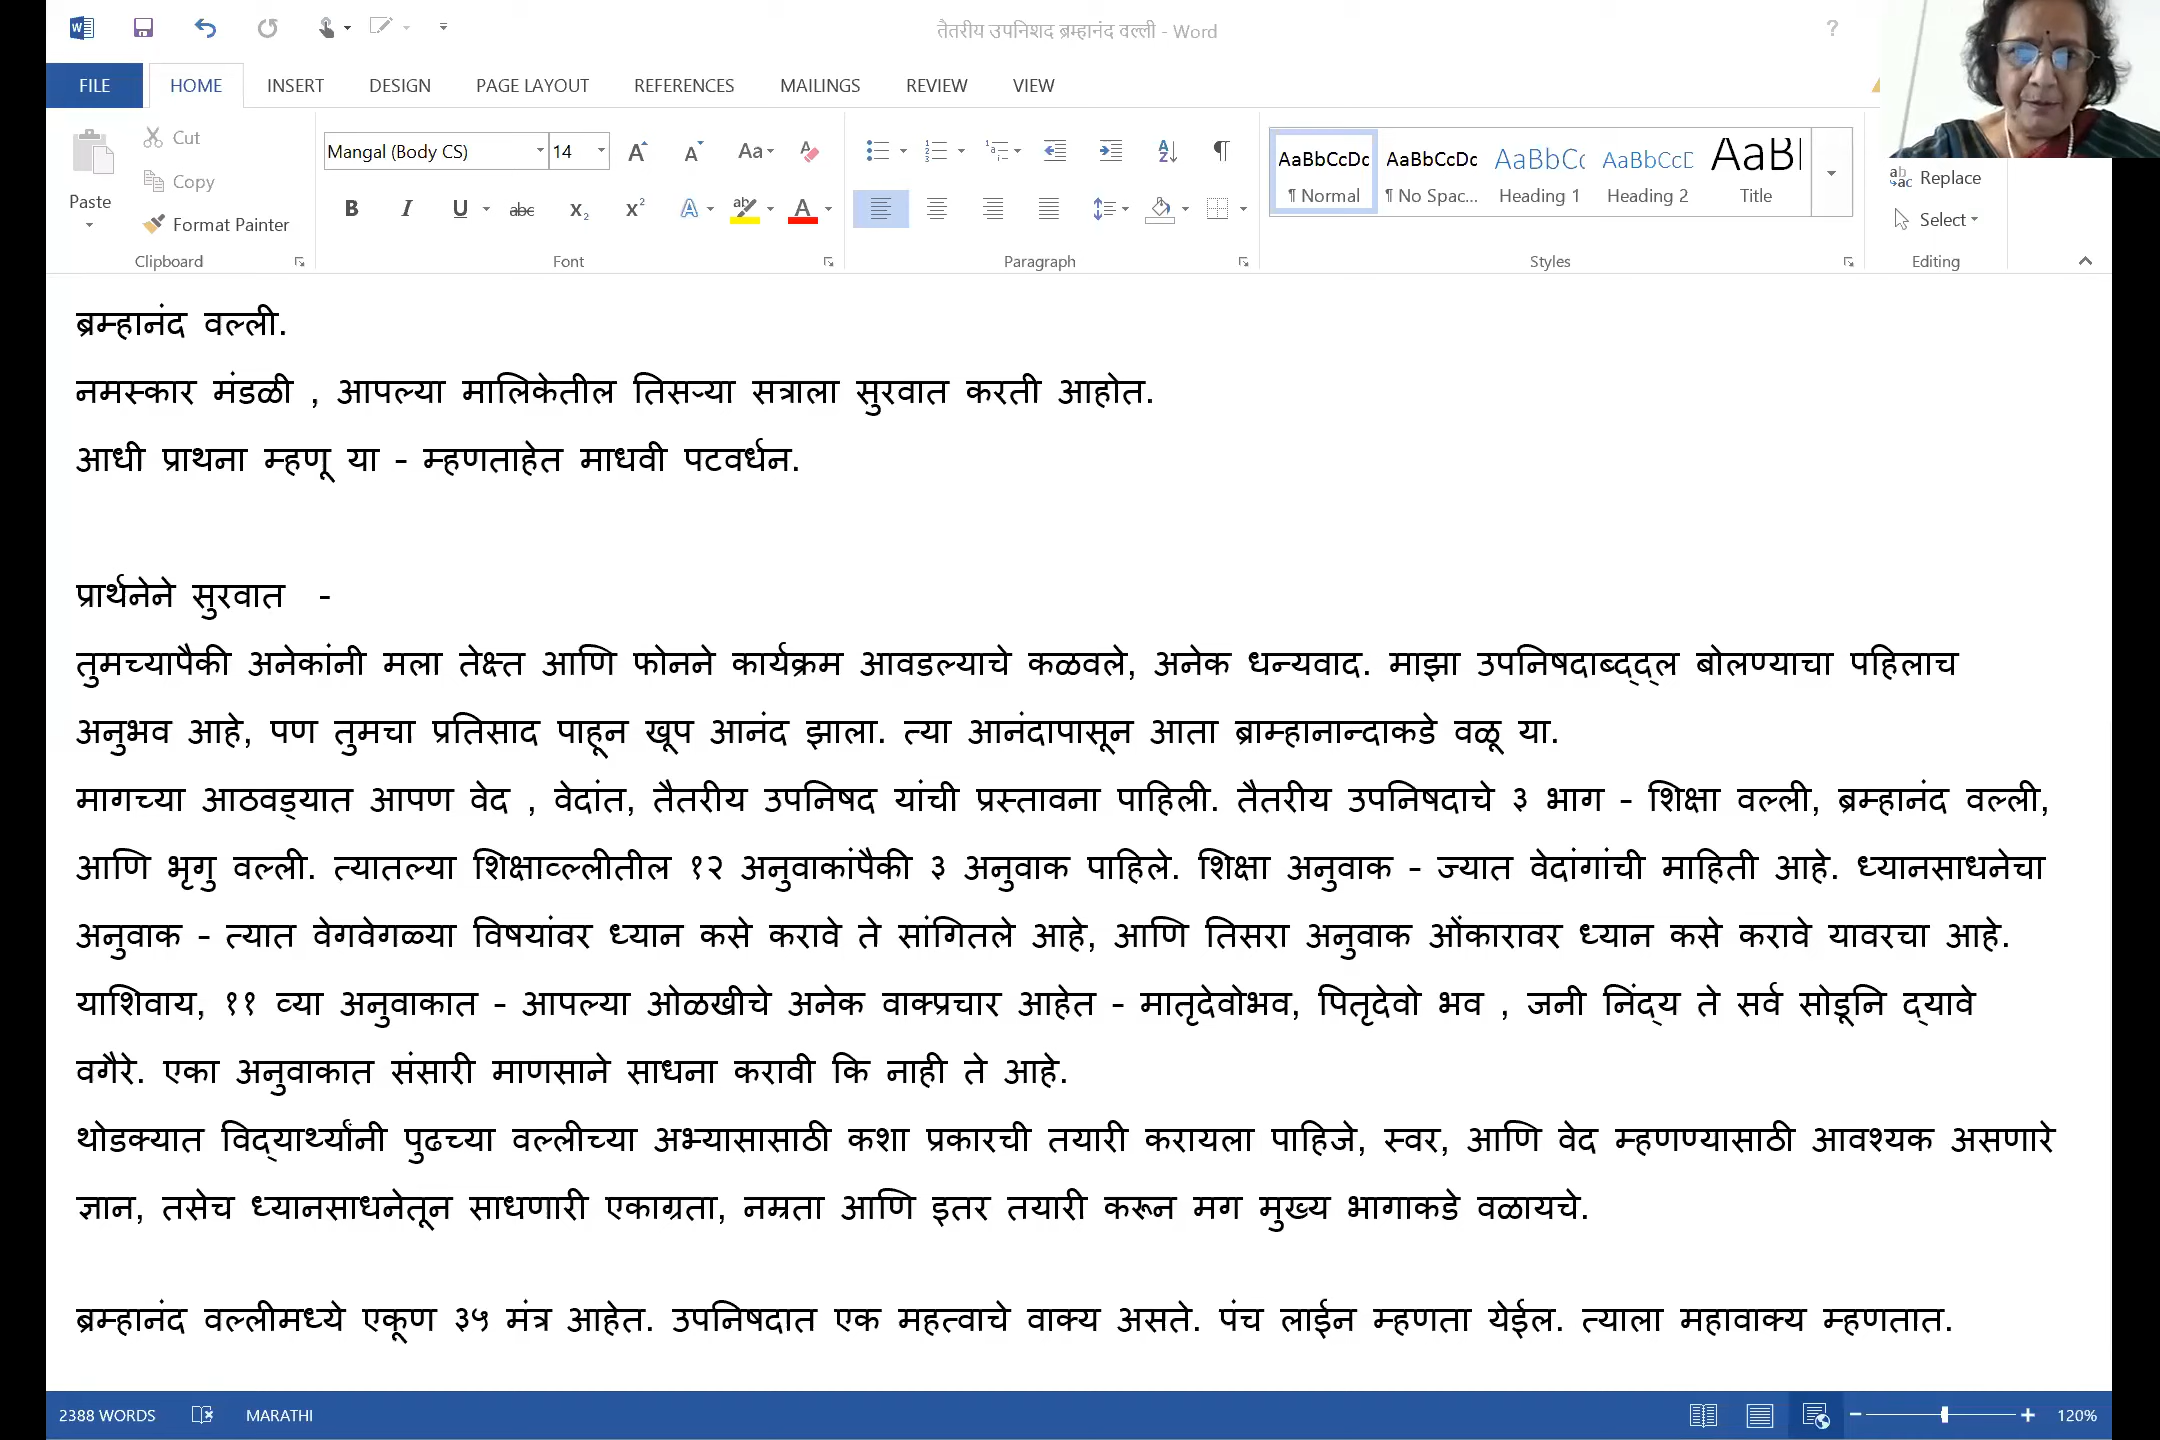 तैतरीय उपनिशद ब्रम्हानंद वल्ली - Word
?
FILE HOME INSERT DESIGN PAGE LAYOUT REFERENCES MAILINGS REVIEW VIEW
Paste
Cut
Copy
Format Painter
Clipboard
Mangal (Body CS) 14
Font
Paragraph
AaBbCcDc AaBbCcDc AaBbCc AaBbCcD AaBl
¶ Normal ¶ No Spac... Heading 1 Heading 2 Title
Styles
Replace
Select
Editing
ब्रम्हानंद वल्ली.
नमस्कार मंडळी , आपल्या मालिकेतील तिसऱ्या सत्राला सुरवात करती आहोत.
आधी प्राथना म्हणू या – म्हणताहेत माधवी पटवर्धन.
प्रार्थनेने सुरवात -
तुमच्यापैकी अनेकांनी मला तेक्ष्त आणि फोनने कार्यक्रम आवडल्याचे कळवले, अनेक धन्यवाद. माझा उपनिषदाब्द्द्ल बोलण्याचा पहिलाच
अनुभव आहे, पण तुमचा प्रतिसाद पाहून खूप आनंद झाला. त्या आनंदापासून आता ब्राम्हानान्दाकडे वळू या.
मागच्या आठवड्यात आपण वेद , वेदांत, तैतरीय उपनिषद यांची प्रस्तावना पाहिली. तैतरीय उपनिषदाचे ३ भाग – शिक्षा वल्ली, ब्रम्हानंद वल्ली,
आणि भृगु वल्ली. त्यातल्या शिक्षाव्ल्लीतील १२ अनुवाकांपैकी ३ अनुवाक पाहिले. शिक्षा अनुवाक – ज्यात वेदांगांची माहिती आहे. ध्यानसाधनेचा
अनुवाक – त्यात वेगवेगळ्या विषयांवर ध्यान कसे करावे ते सांगितले आहे, आणि तिसरा अनुवाक ओंकारावर ध्यान कसे करावे यावरचा आहे.
याशिवाय, ११ व्या अनुवाकात – आपल्या ओळखीचे अनेक वाक्प्रचार आहेत – मातृदेवोभव, पितृदेवो भव , जनी निंद्य ते सर्व सोडूनि द्यावे
वगैरे. एका अनुवाकात संसारी माणसाने साधना करावी कि नाही ते आहे.
थोडक्यात विद्यार्थ्यांनी पुढच्या वल्लीच्या अभ्यासासाठी कशा प्रकारची तयारी करायला पाहिजे, स्वर, आणि वेद म्हणण्यासाठी आवश्यक असणारे
ज्ञान, तसेच ध्यानसाधनेतून साधणारी एकाग्रता, नम्रता आणि इतर तयारी करून मग मुख्य भागाकडे वळायचे.
ब्रम्हानंद वल्लीमध्ये एकूण ३५ मंत्र आहेत. उपनिषदात एक महत्वाचे वाक्य असते. पंच लाईन म्हणता येईल. त्याला महावाक्य म्हणतात.
2388 WORDS MARATHI 120%